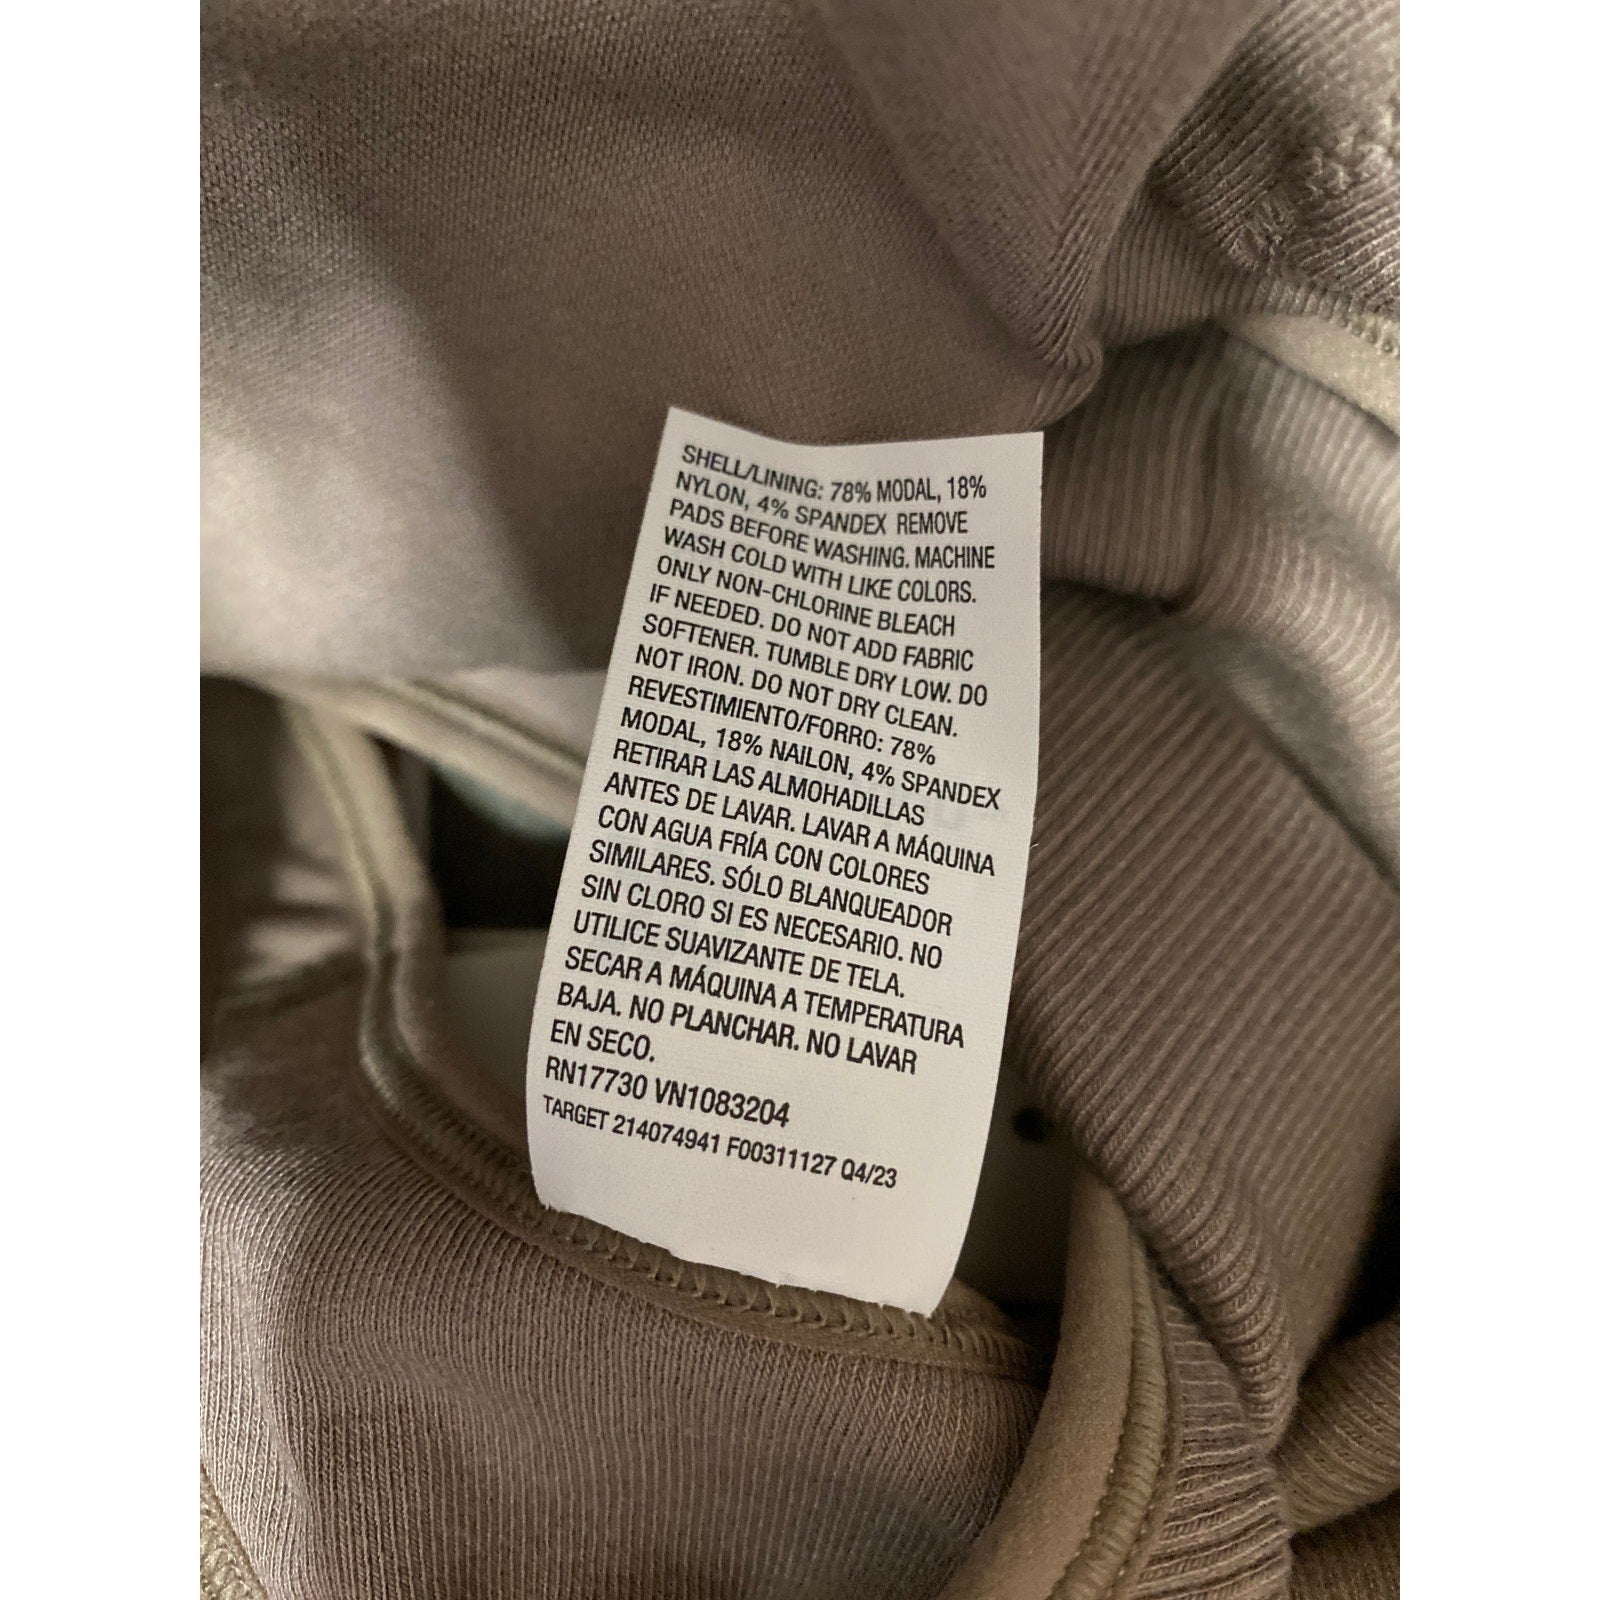 SHELL/LINING: 78% MODAL, 18%
NYLON, 4% SPANDEX REMOVE
PADS BEFORE WASHING. MACHINE
WASH COLD WITH LIKE COLORS.
ONLY NON-CHLORINE BLEACH
IF NEEDED. DO NOT ADD FABRIC
SOFTENER. TUMBLE DRY LOW. DO
NOT IRON. DO NOT DRY CLEAN.
REVESTIMIENTO/FORRO: 78%
MODAL, 18% NAILON, 4% SPANDEX
RETIRAR LAS ALMOHADILLAS
ANTES DE LAVAR. LAVAR A MÁQUINA
CON AGUA FRÍA CON COLORES
SIMILARES. SÓLO BLANQUEADOR
SIN CLORO SI ES NECESARIO. NO
UTILICE SUAVIZANTE DE TELA.
SECAR A MÁQUINA A TEMPERATURA
BAJA. NO PLANCHAR. NO LAVAR
EN SECO.
RN17730 VN1083204
TARGET 214074941 F00311127 Q4/23